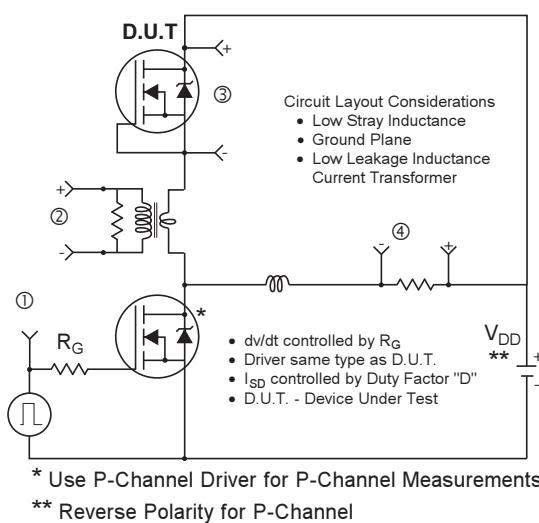 D.U.T
+
③
-
Circuit Layout Considerations
• Low Stray Inductance
• Ground Plane
• Low Leakage Inductance
Current Transformer
+
②
-
④
- +
①
R_G
*
• dv/dt controlled by R_G
• Driver same type as D.U.T.
• I_SD controlled by Duty Factor "D"
• D.U.T. - Device Under Test
V_DD
**
+
-
* Use P-Channel Driver for P-Channel Measurements
** Reverse Polarity for P-Channel